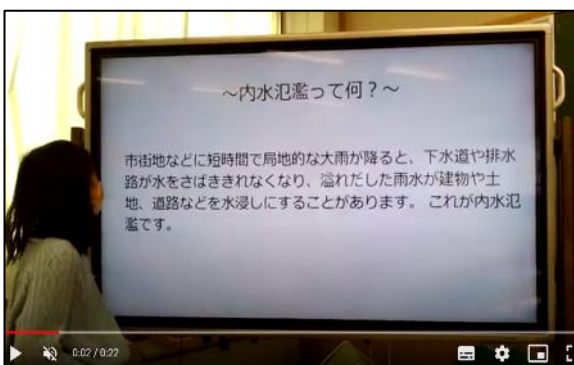 ～内水氾濫って何？～
市街地などに短時間で局地的な大雨が降ると、下水道や排水
路が水をさばききれなくなり、溢れだした雨水が建物や土
地、道路などを水浸しにすることがあります。 これが内水氾
濫です。
0:02 / 0:22